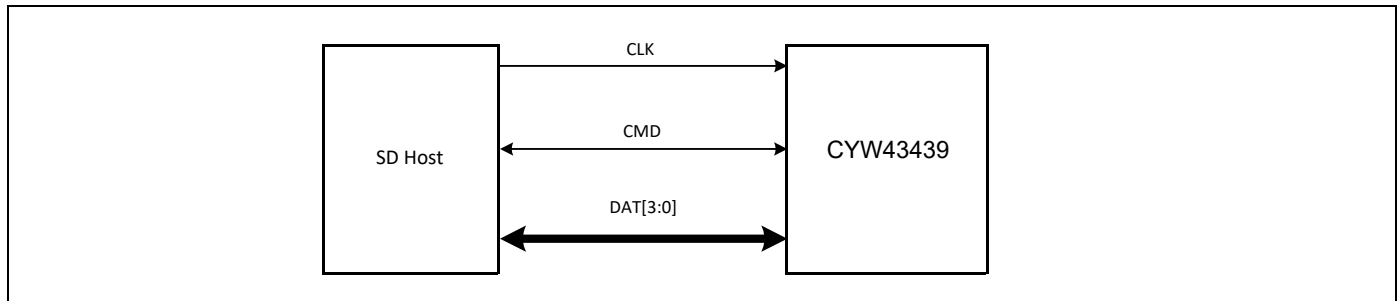 CLK
CMD
SD Host
CYW43439
DAT[3:0]